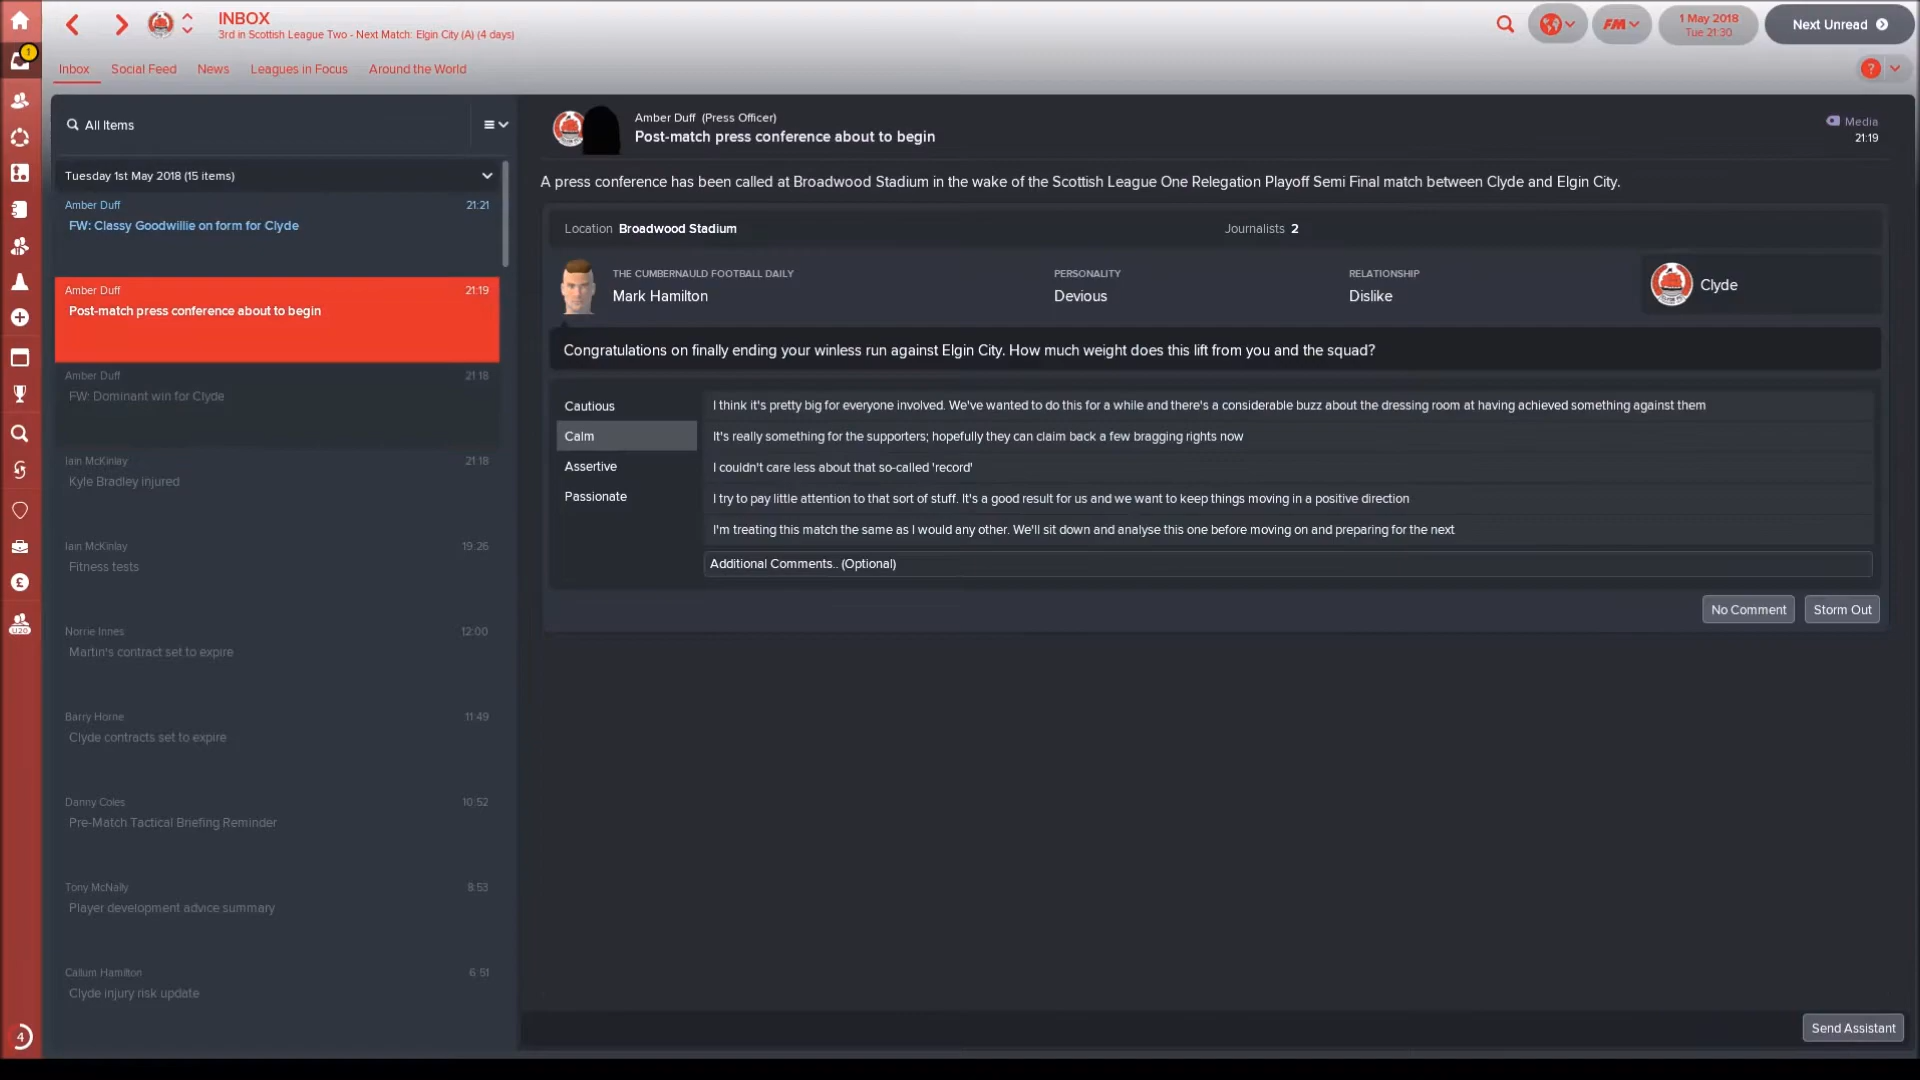 INBOX
3rd in Scottish League Two - Next Match: Elgin City (A) (4 days)
FM
1 May 2018
Tue 21:30
Next Unread
1
Inbox Social Feed News Leagues in Focus Around the World
?
All Items
Tuesday 1st May 2018 (15 items)
Amber Duff 21:21
FW: Classy Goodwillie on form for Clyde
Amber Duff 21:19
Post-match press conference about to begin
Amber Duff 21:18
FW: Dominant win for Clyde
Iain McKinlay 21:18
Kyle Bradley injured
Iain McKinlay 19:26
Fitness tests
Norrie Innes 12:00
Martin's contract set to expire
Barry Horne 11:49
Clyde contracts set to expire
Danny Coles 10:52
Pre-Match Tactical Briefing Reminder
Tony McNally 8:53
Player development advice summary
Callum Hamilton 6:51
Clyde injury risk update
U20
4
Amber Duff (Press Officer)
Post-match press conference about to begin
Media
21:19
A press conference has been called at Broadwood Stadium in the wake of the Scottish League One Relegation Playoff Semi Final match between Clyde and Elgin City.
Location Broadwood Stadium Journalists 2
THE CUMBERNAULD FOOTBALL DAILY PERSONALITY RELATIONSHIP
Mark Hamilton Devious Dislike
Clyde
Congratulations on finally ending your winless run against Elgin City. How much weight does this lift from you and the squad?
Cautious
Calm
Assertive
Passionate
I think it's pretty big for everyone involved. We've wanted to do this for a while and there's a considerable buzz about the dressing room at having achieved something against them
It's really something for the supporters; hopefully they can claim back a few bragging rights now
I couldn't care less about that so-called 'record'
I try to pay little attention to that sort of stuff. It's a good result for us and we want to keep things moving in a positive direction
I'm treating this match the same as I would any other. We'll sit down and analyse this one before moving on and preparing for the next
Additional Comments.. (Optional)
No Comment Storm Out
Send Assistant